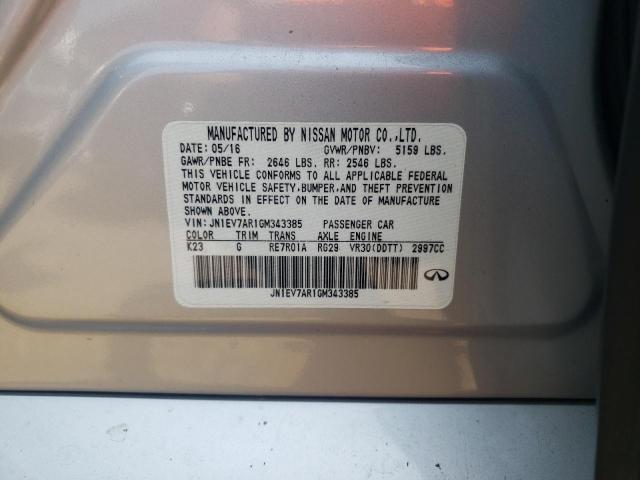 MANUFACTURED BY NISSAN MOTOR CO.,LTD.
DATE: 05/16 GVWR/PNBV: 5159 LBS.
GAWR/PNBE FR: 2646 LBS. RR: 2546 LBS.
THIS VEHICLE CONFORMS TO ALL APPLICABLE FEDERAL
MOTOR VEHICLE SAFETY,BUMPER,AND THEFT PREVENTION
STANDARDS IN EFFECT ON THE DATE OF MANUFACTURE
SHOWN ABOVE.
VIN: JN1EV7AR1GM343385 PASSENGER CAR
COLOR TRIM TRANS AXLE ENGINE
K23 G RE7R01A RG29 VR30(DDTT) 2997CC
JN1EV7AR1GM343385